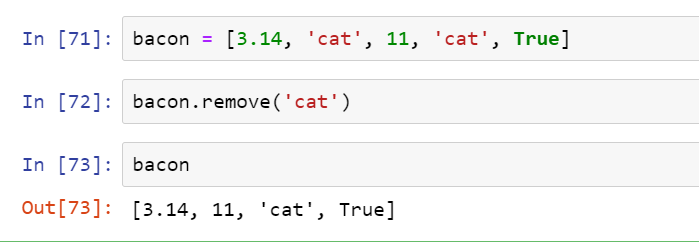 In [71]: bacon = [3.14, 'cat', 11, 'cat', True]
In [72]: bacon.remove('cat')
In [73]: bacon
Out[73]: [3.14, 11, 'cat', True]